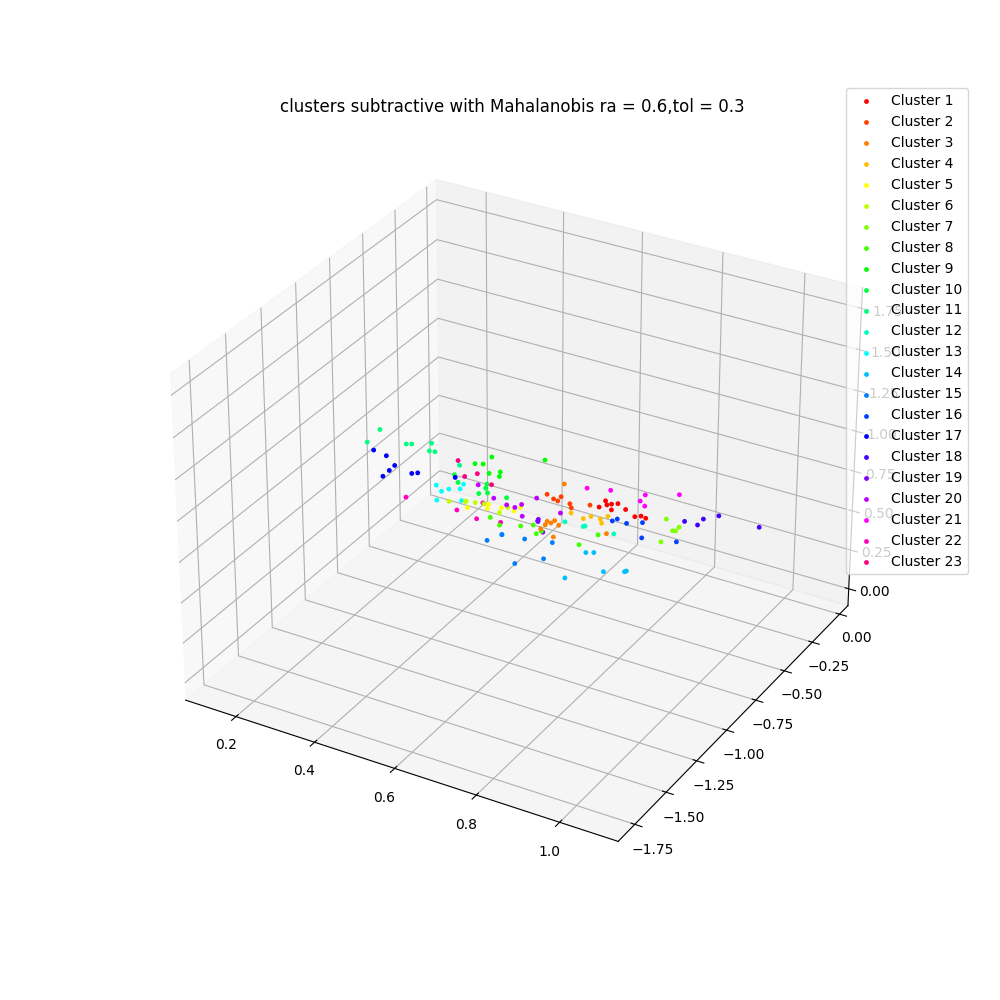 clusters subtractive with Mahalanobis ra = 0.6,tol = 0.3
Cluster 1
Cluster 2
Cluster 3
Cluster 4
Cluster 5
Cluster 6
Cluster 7
Cluster 8
Cluster 9
Cluster 10
Cluster 11
Cluster 12
Cluster 13
Cluster 14
Cluster 15
Cluster 16
Cluster 17
Cluster 18
Cluster 19
Cluster 20
Cluster 21
Cluster 22
Cluster 23
1.75
1.50
1.25
1.00
0.75
0.50
0.25
0.00
0.00
−0.25
−0.50
−0.75
−1.00
−1.25
−1.50
−1.75
0.2
0.4
0.6
0.8
1.0